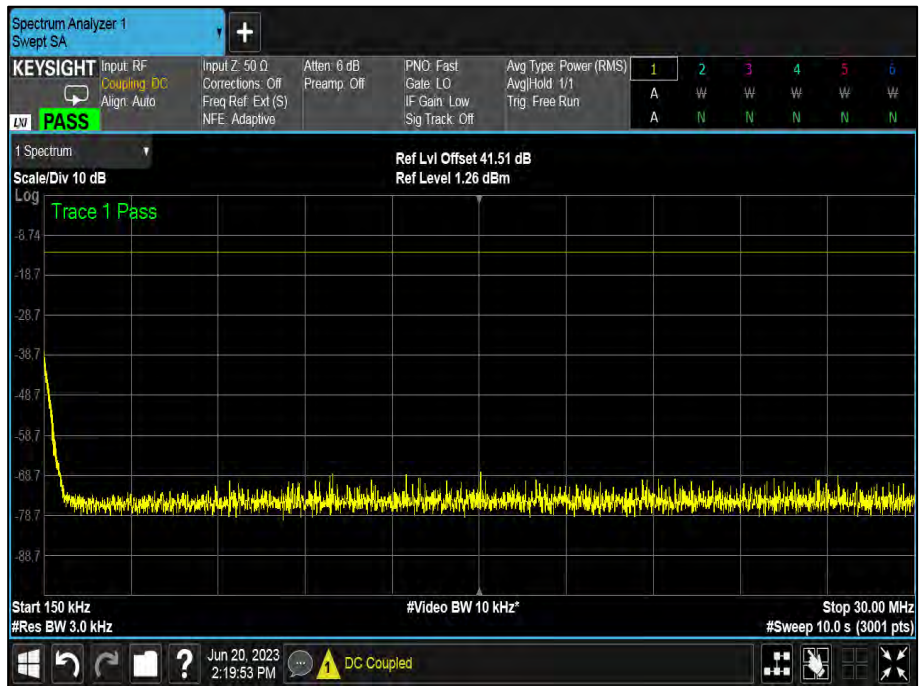 Spectrum Analyzer 1
Swept SA
+
KEYSIGHT
Input: RF
Coupling: DC
Align: Auto
Input Z: 50 Ω
Corrections: Off
Freq Ref: Ext (S)
NFE: Adaptive
Atten: 6 dB
Preamp: Off
PNO: Fast
Gate: LO
IF Gain: Low
Sig Track: Off
Avg Type: Power (RMS)
Avg|Hold: 1/1
Trig: Free Run
1 2 3 4 5 6
A W W W W W
A N N N N N
LXI PASS
1 Spectrum
Scale/Div 10 dB
Ref Lvl Offset 41.51 dB
Ref Level 1.26 dBm
Log
Trace 1 Pass
-8.74
-18.7
-28.7
-38.7
-48.7
-58.7
-68.7
-78.7
-88.7
Start 150 kHz
#Video BW 10 kHz*
Stop 30.00 MHz
#Res BW 3.0 kHz
#Sweep 10.0 s (3001 pts)
?
Jun 20, 2023
2:19:53 PM
1
DC Coupled